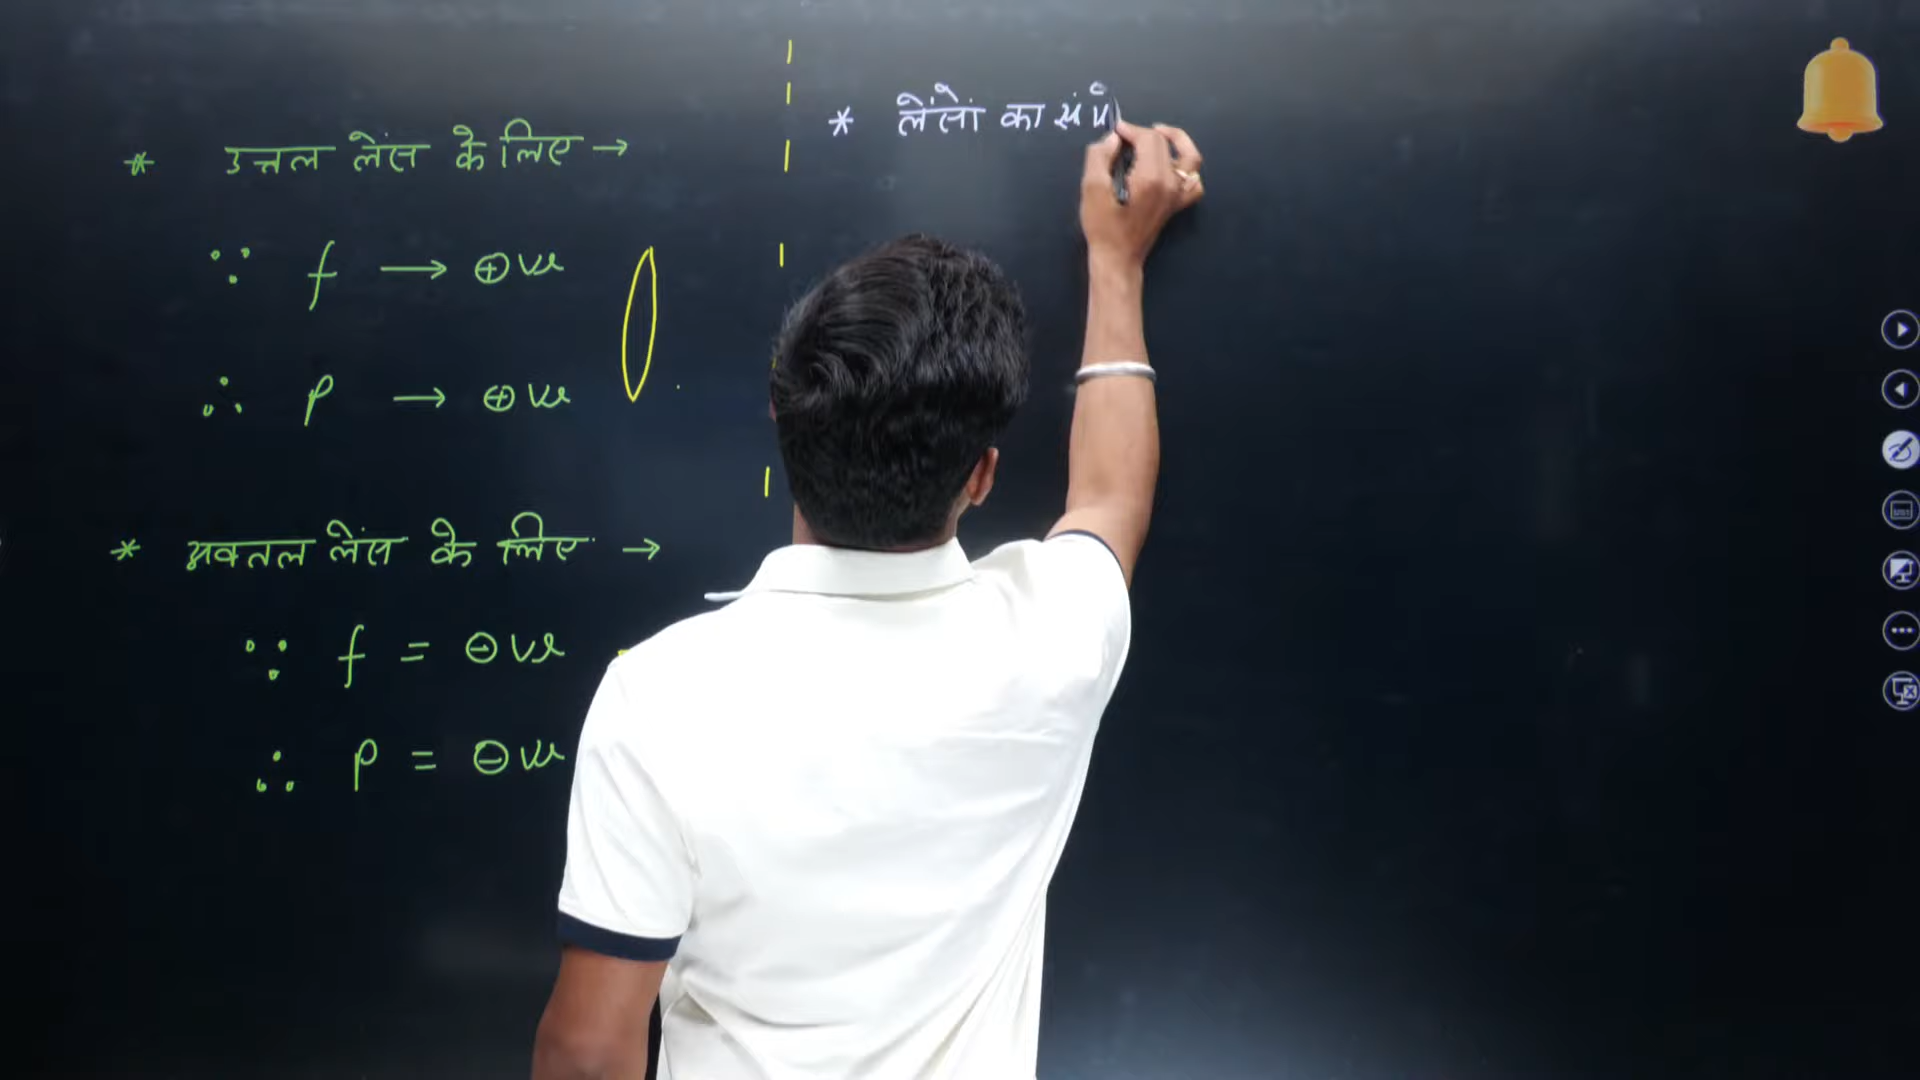 * उत्तल लेंस के लिए →
∵ f → ⊕ve
∴ P → ⊕ve
* अवतल लेंस के लिए →
∵ f = ⊖ve
∴ P = ⊖ve
* लेंसों का